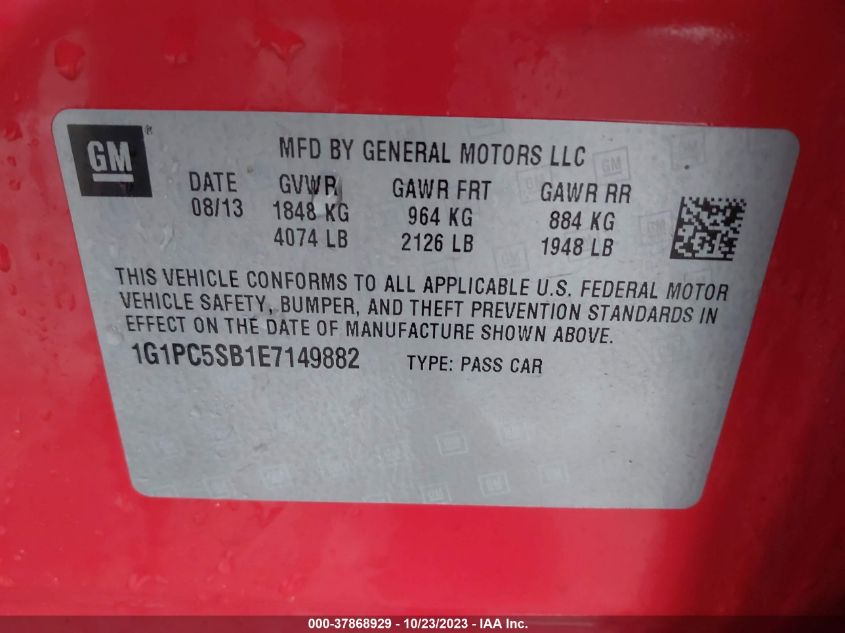 GM
MFD BY GENERAL MOTORS LLC
DATE GVWR GAWR FRT GAWR RR
08/13 1848 KG 964 KG 884 KG
4074 LB 2126 LB 1948 LB
THIS VEHICLE CONFORMS TO ALL APPLICABLE U.S. FEDERAL MOTOR
VEHICLE SAFETY, BUMPER, AND THEFT PREVENTION STANDARDS IN
EFFECT ON THE DATE OF MANUFACTURE SHOWN ABOVE.
1G1PC5SB1E7149882 TYPE: PASS CAR
000-37868929 - 10/23/2023 - IAA Inc.